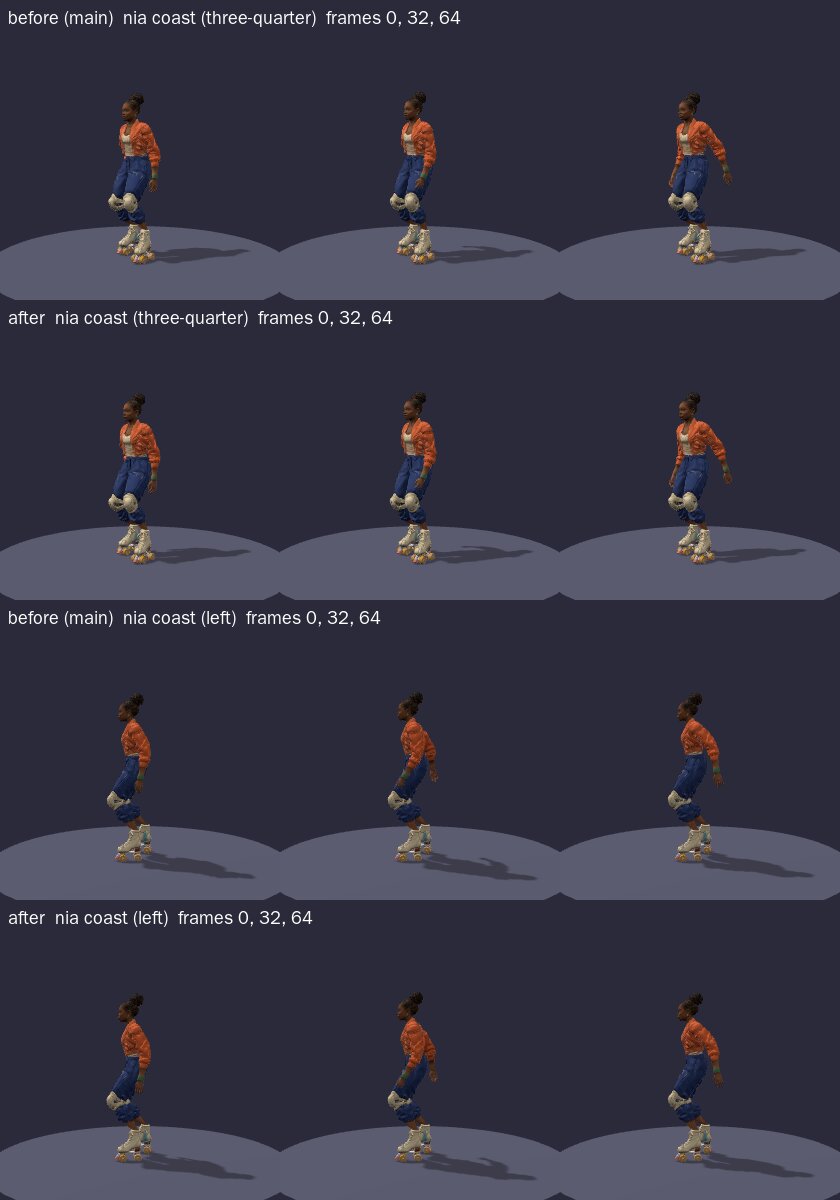 before (main)  nia coast (three-quarter)  frames 0, 32, 64
after  nia coast (three-quarter)  frames 0, 32, 64
before (main)  nia coast (left)  frames 0, 32, 64
after  nia coast (left)  frames 0, 32, 64